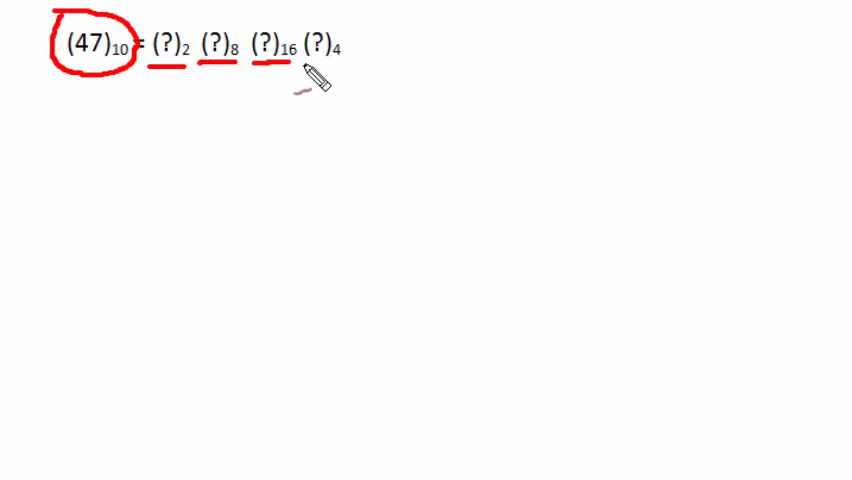 (47)₁₀ = (?)₂ (?)₈ (?)₁₆ (?)₄